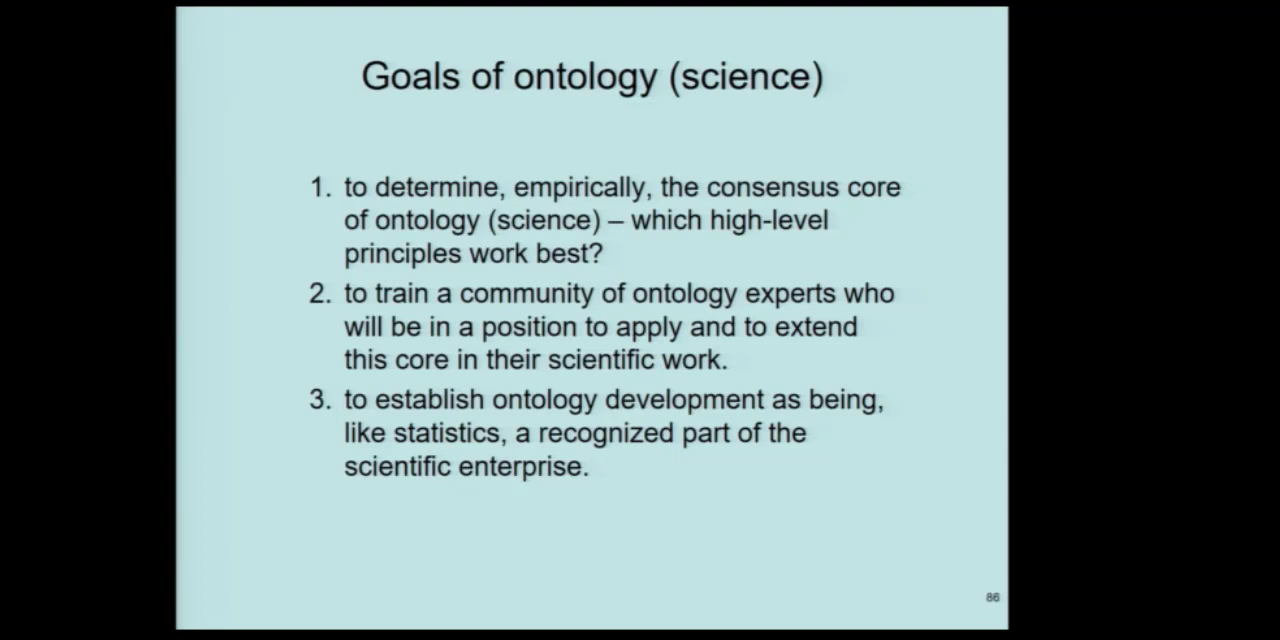 Goals of ontology (science)
1. to determine, empirically, the consensus core
of ontology (science) – which high-level
principles work best?
2. to train a community of ontology experts who
will be in a position to apply and to extend
this core in their scientific work.
3. to establish ontology development as being,
like statistics, a recognized part of the
scientific enterprise.
86